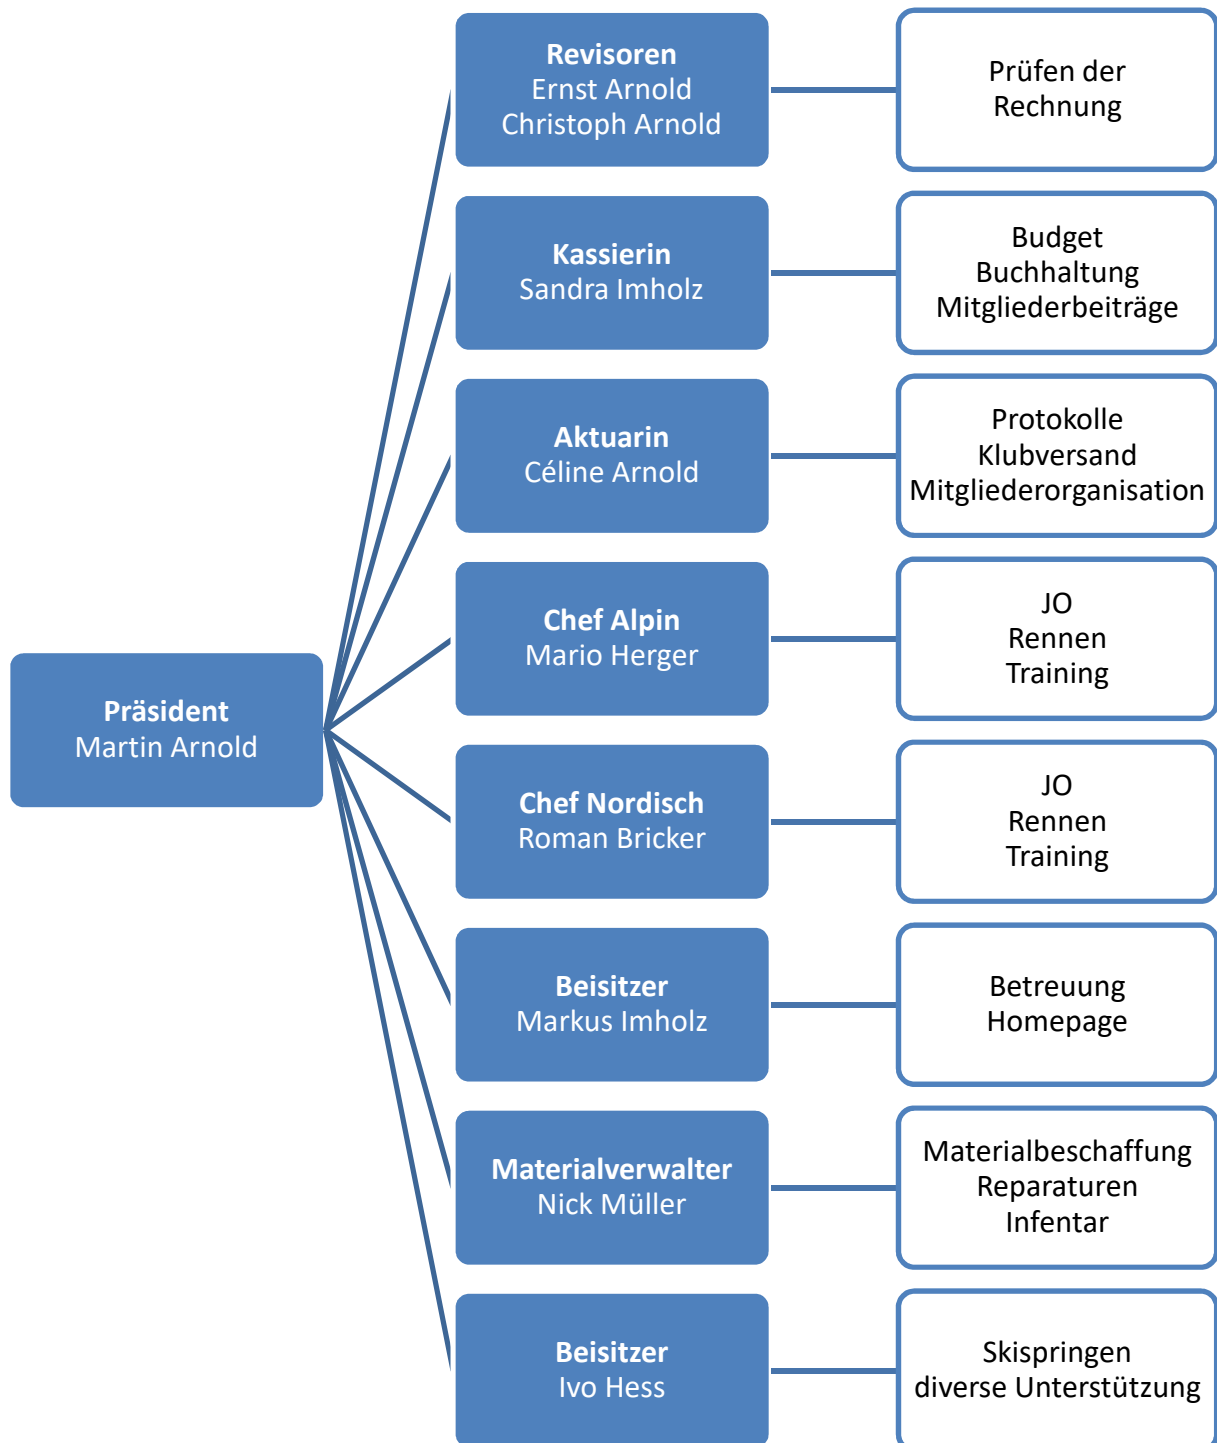 Präsident
Martin Arnold
Revisoren
Ernst Arnold
Christoph Arnold
Prüfen der
Rechnung
Kassierin
Sandra Imholz
Budget
Buchhaltung
Mitgliederbeiträge
Aktuarin
Céline Arnold
Protokolle
Klubversand
Mitgliederorganisation
Chef Alpin
Mario Herger
JO
Rennen
Training
Chef Nordisch
Roman Bricker
JO
Rennen
Training
Beisitzer
Markus Imholz
Betreuung
Homepage
Materialverwalter
Nick Müller
Materialbeschaffung
Reparaturen
Infentar
Beisitzer
Ivo Hess
Skispringen
diverse Unterstützung